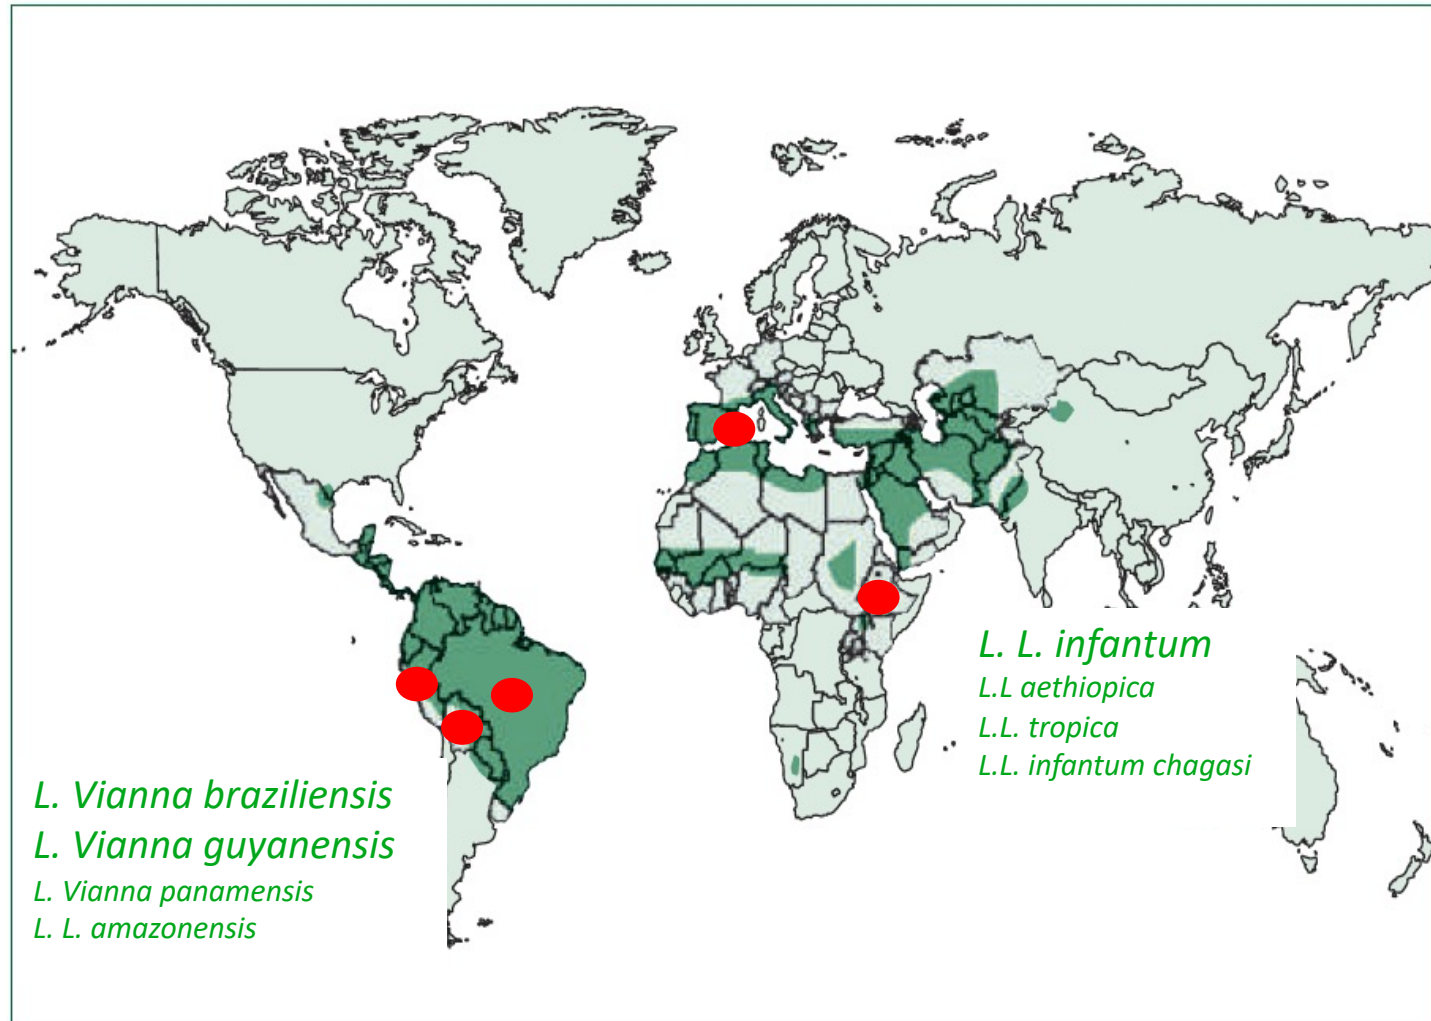 L. Vianna braziliensis
L. Vianna guyanensis
L. Vianna panamensis
L. L. amazonensis
L. L. infantum
L.L aethiopica
L.L. tropica
L.L. infantum chagasi